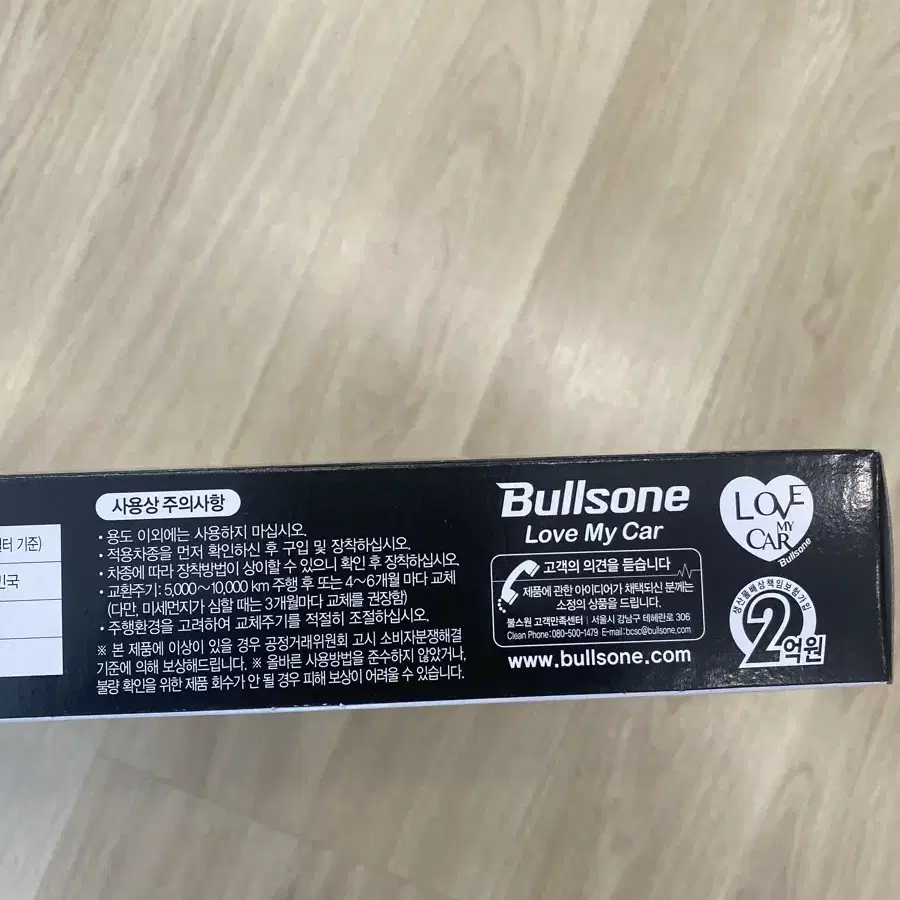 터 기준)
민국
사용상 주의사항
• 용도 이외에는 사용하지 마십시오.
• 적용차종을 먼저 확인하신 후 구입 및 장착하십시오.
• 차종에 따라 장착방법이 상이할 수 있으니 확인 후 장착하십시오.
• 교환주기: 5,000~10,000 km 주행 후 또는 4~6개월 마다 교체
(다만, 미세먼지가 심할 때는 3개월마다 교체를 권장함)
• 주행환경을 고려하여 교체주기를 적절히 조절하십시오.
※ 본 제품에 이상이 있을 경우 공정거래위원회 고시 소비자분쟁해결
기준에 의해 보상해드립니다. ※ 올바른 사용방법을 준수하지 않았거나,
불량 확인을 위한 제품 회수가 안 될 경우 피해 보상이 어려울 수 있습니다.
Bullsone
Love My Car
고객의 의견을 듣습니다
제품에 관한 아이디어가 채택되신 분께는
소정의 상품을 드립니다.
불스원 고객만족센터 | 서울시 강남구 테헤란로 306
Clean Phone: 080-500-1479 E-mail: bcsc@bullsone.com
www.bullsone.com
LOVE
MY
CAR
Bullsone
생산물배상책임보험가입
2억원